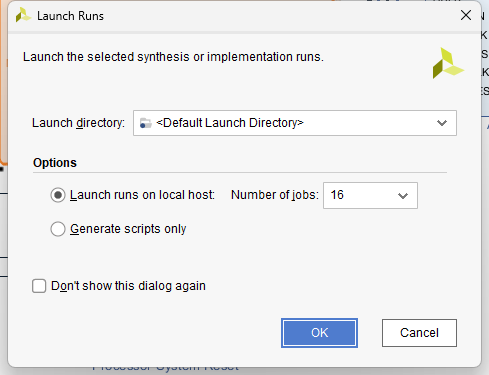 Launch Runs
Launch the selected synthesis or implementation runs.
Launch directory: <Default Launch Directory>
Options
Launch runs on local host: Number of jobs: 16
Generate scripts only
Don't show this dialog again
OK Cancel
Processor System Reset